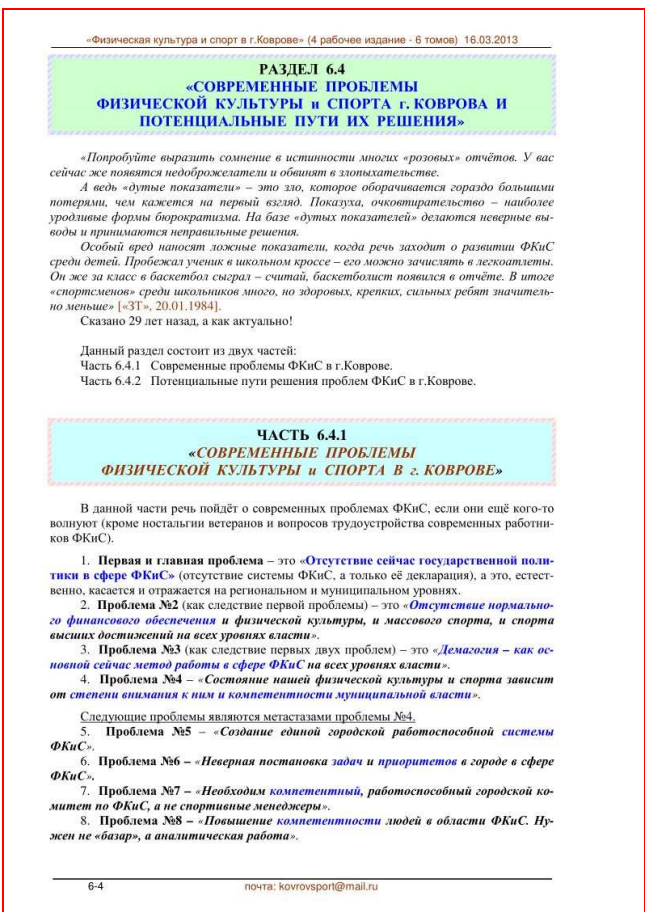 «Физическая культура и спорт в г.Коврове» (4 рабочее издание - 6 томов)  16.03.2013
РАЗДЕЛ 6.4
«СОВРЕМЕННЫЕ ПРОБЛЕМЫ
ФИЗИЧЕСКОЙ КУЛЬТУРЫ и СПОРТА г. КОВРОВА И
ПОТЕНЦИАЛЬНЫЕ ПУТИ ИХ РЕШЕНИЯ»
«Попробуйте выразить сомнение в истинности многих «розовых» отчётов. У вас
сейчас же появятся недоброжелатели и обвинят в злопыхательстве.
А ведь «дутые показатели» – это зло, которое оборачивается гораздо большими
потерями, чем кажется на первый взгляд. Показуха, очковтирательство – наиболее
уродливые формы бюрократизма. На базе «дутых показателей» делаются неверные вы-
воды и принимаются неправильные решения.
Особый вред наносят ложные показатели, когда речь заходит о развитии ФКиС
среди детей. Пробежал ученик в школьном кроссе – его можно зачислять в легкоатлеты.
Он же за класс в баскетбол сыграл – считай, баскетболист появился в отчёте. В итоге
«спортсменов» среди школьников много, но здоровых, крепких, сильных ребят значитель-
но меньше» [«ЗТ», 20.01.1984].
Сказано 29 лет назад, а как актуально!
Данный раздел состоит из двух частей:
Часть 6.4.1 Современные проблемы ФКиС в г.Коврове.
Часть 6.4.2 Потенциальные пути решения проблем ФКиС в г.Коврове.
ЧАСТЬ 6.4.1
«СОВРЕМЕННЫЕ ПРОБЛЕМЫ
ФИЗИЧЕСКОЙ КУЛЬТУРЫ и СПОРТА В г. КОВРОВЕ»
В данной части речь пойдёт о современных проблемах ФКиС, если они ещё кого-то
волнуют (кроме ностальгии ветеранов и вопросов трудоустройства современных работни-
ков ФКиС).
1. Первая и главная проблема – это «Отсутствие сейчас государственной поли-
тики в сфере ФКиС» (отсутствие системы ФКиС, а только её декларация), а это, естест-
венно, касается и отражается на региональном и муниципальном уровнях.
2. Проблема №2 (как следствие первой проблемы) – это «Отсутствие нормально-
го финансового обеспечения и физической культуры, и массового спорта, и спорта
высших достижений на всех уровнях власти».
3. Проблема №3 (как следствие первых двух проблем) – это «Демагогия – как ос-
новной сейчас метод работы в сфере ФКиС на всех уровнях власти».
4. Проблема №4 – «Состояние нашей физической культуры и спорта зависит
от степени внимания к ним и компетентности муниципальной власти».
Следующие проблемы являются метастазами проблемы №4.
5. Проблема №5 – «Создание единой городской работоспособной системы
ФКиС».
6. Проблема №6 – «Неверная постановка задач и приоритетов в городе в сфере
ФКиС».
7. Проблема №7 – «Необходим компетентный, работоспособный городской ко-
митет по ФКиС, а не спортивные менеджеры».
8. Проблема №8 – «Повышение компетентности людей в области ФКиС. Ну-
жен не «базар», а аналитическая работа».
6-4 почта: kovrovsport@mail.ru